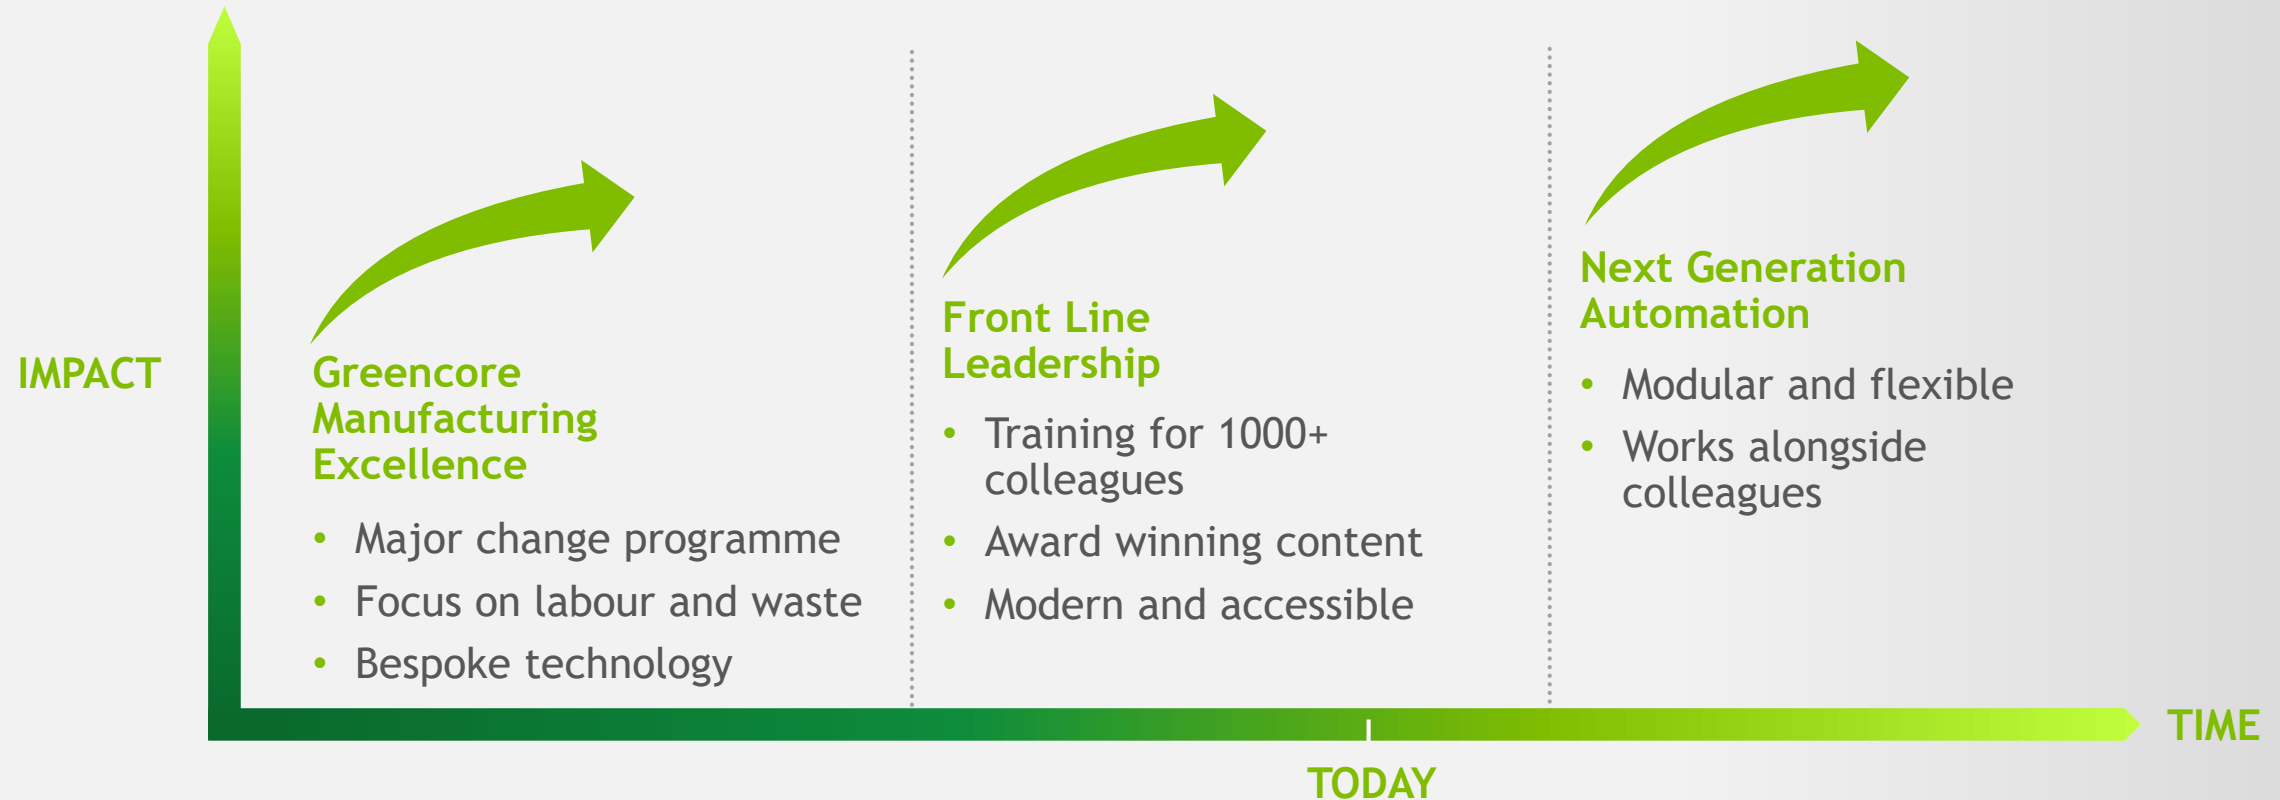 IMPACT
Greencore
Manufacturing
Excellence
• Major change programme
• Focus on labour and waste
• Bespoke technology
Front Line
Leadership
• Training for 1000+
colleagues
• Award winning content
• Modern and accessible
Next Generation
Automation
• Modular and flexible
• Works alongside
colleagues
TIME
TODAY